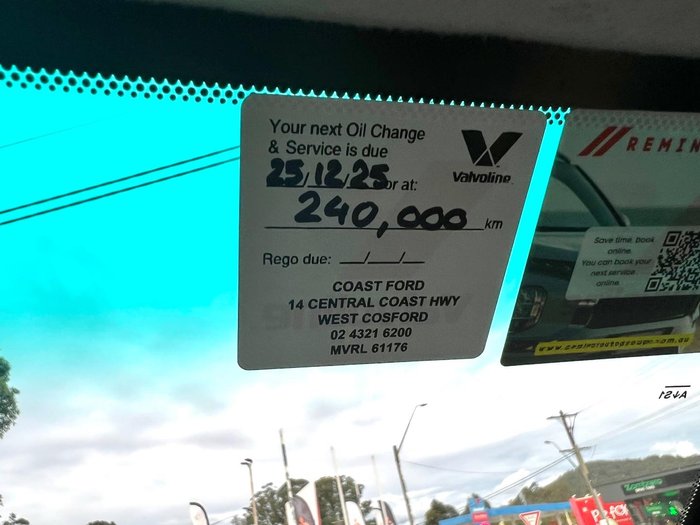 Your next Oil Change
& Service is due
25/12/25 or at:
240,000 km
Valvoline
Rego due: __/__/__
COAST FORD
14 CENTRAL COAST HWY
WEST COSFORD
02 4321 6200
MVRL 61176
REMIN
Save time, book
online.
You can book your
next service
online.